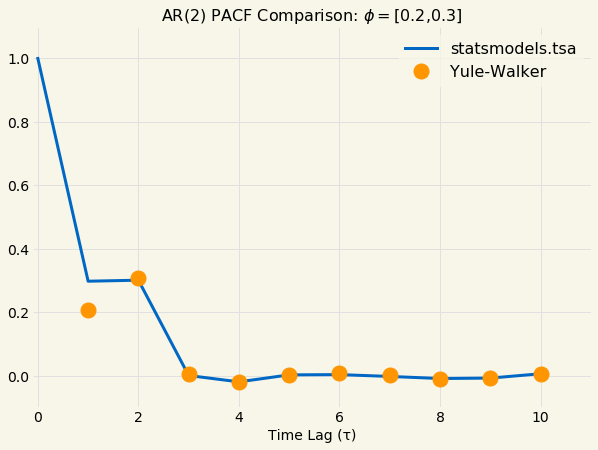 AR(2) PACF Comparison: ϕ = [0.2,0.3]
statsmodels.tsa
Yule-Walker
1.0
0.8
0.6
0.4
0.2
0.0
0 2 4 6 8 10
Time Lag (τ)